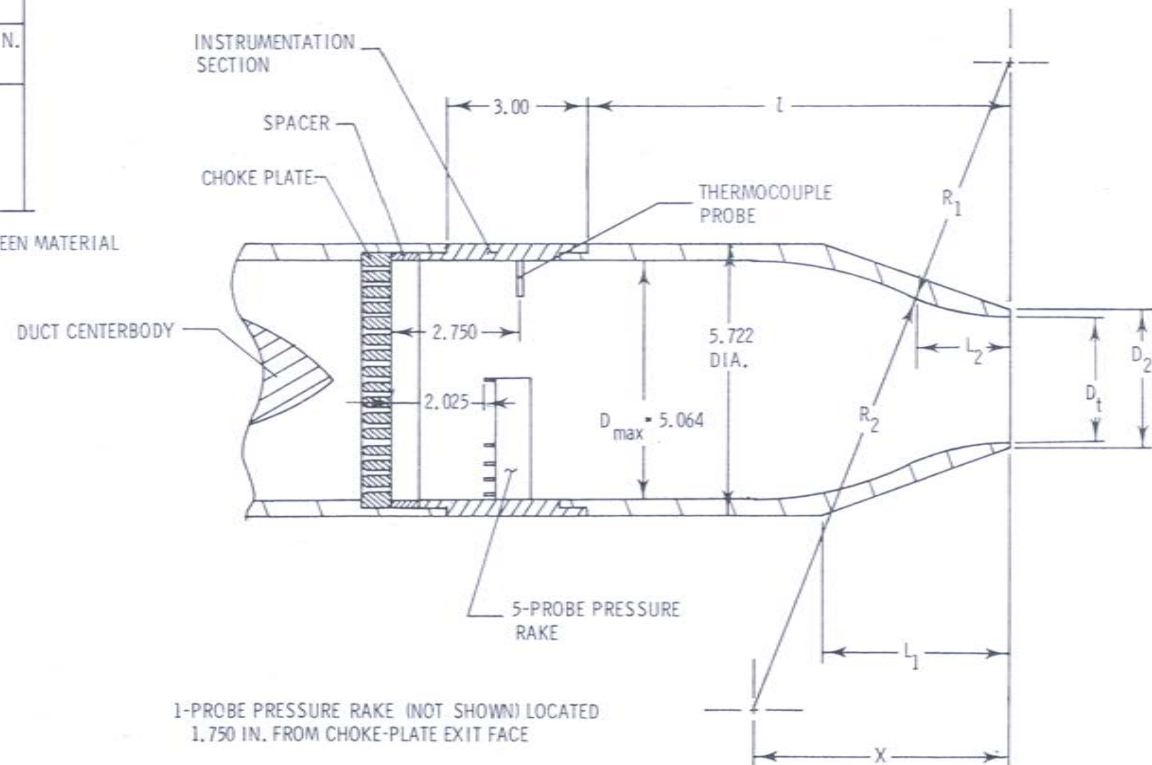 N.
EEN MATERIAL
INSTRUMENTATION
SECTION
SPACER
CHOKE PLATE
DUCT CENTERBODY
3.00
l
THERMOCOUPLE
PROBE
R1
R2
2.750
2.025
5.722
DIA.
Dmax = 5.064
L2
Dt
D2
5-PROBE PRESSURE
RAKE
L1
X
1-PROBE PRESSURE RAKE (NOT SHOWN) LOCATED
1.750 IN. FROM CHOKE-PLATE EXIT FACE